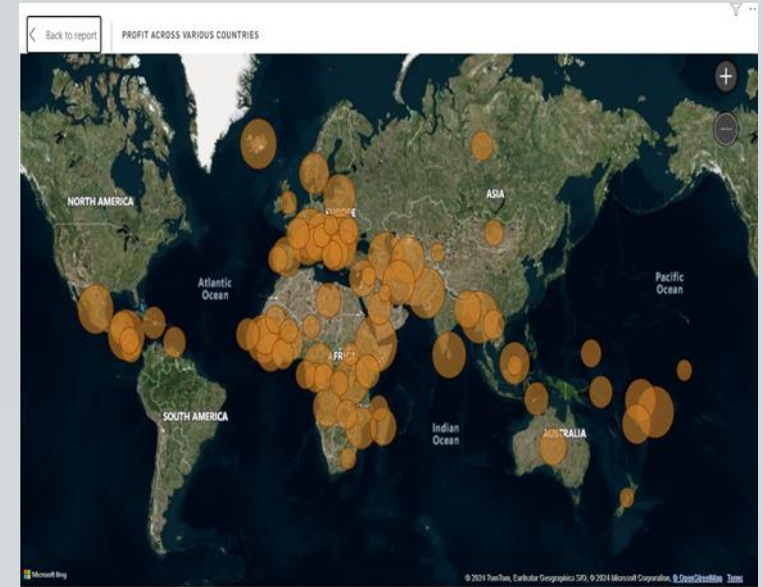 Back to report
PROFIT ACROSS VARIOUS COUNTRIES
NORTH AMERICA
EUROPE
ASIA
Atlantic
Ocean
Pacific
Ocean
AFRICA
SOUTH AMERICA
Indian
Ocean
AUSTRALIA
Microsoft Bing
© 2024 TomTom, Earthstar Geographics SIO, © 2024 Microsoft Corporation, © OpenStreetMap Terms